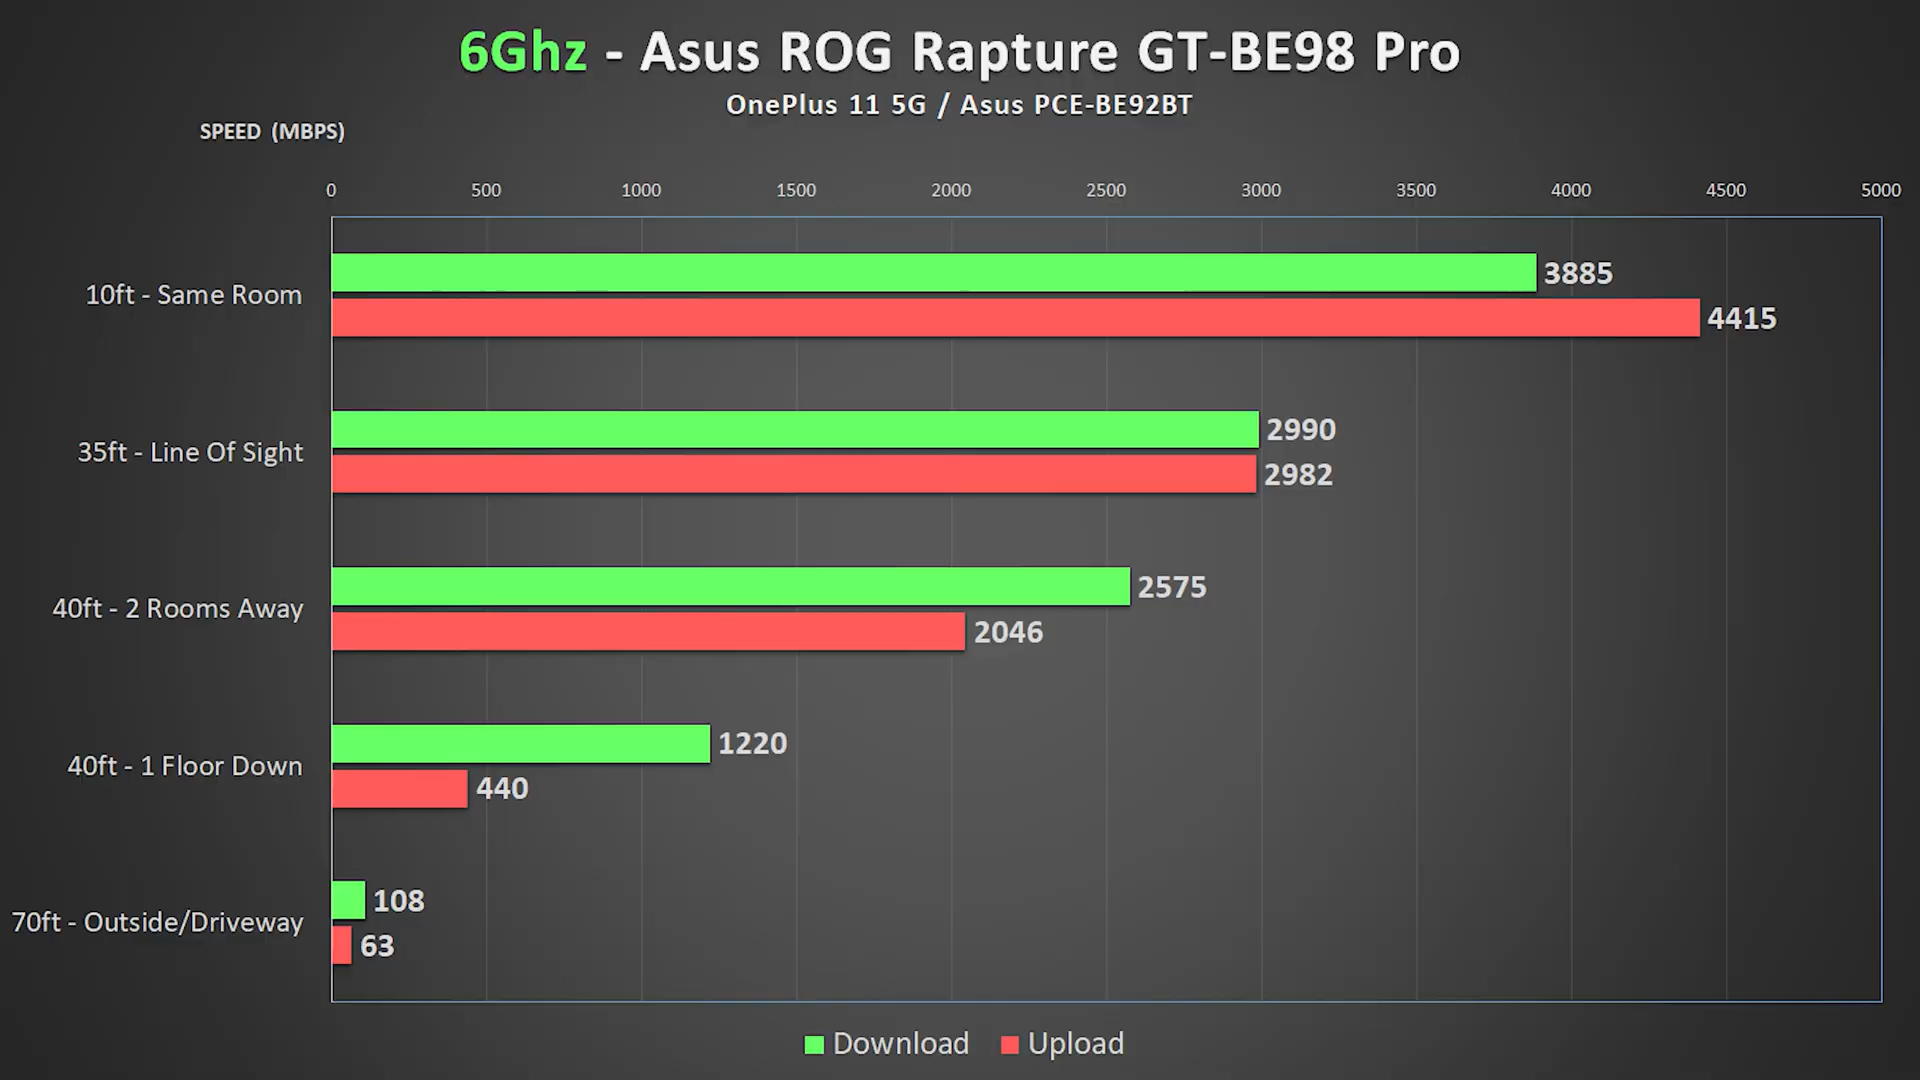 6Ghz - Asus ROG Rapture GT-BE98 Pro
OnePlus 11 5G / Asus PCE-BE92BT
SPEED (MBPS)
0 500 1000 1500 2000 2500 3000 3500 4000 4500 5000
10ft - Same Room
3885
4415
35ft - Line Of Sight
2990
2982
40ft - 2 Rooms Away
2575
2046
40ft - 1 Floor Down
1220
440
70ft - Outside/Driveway
108
63
Download Upload